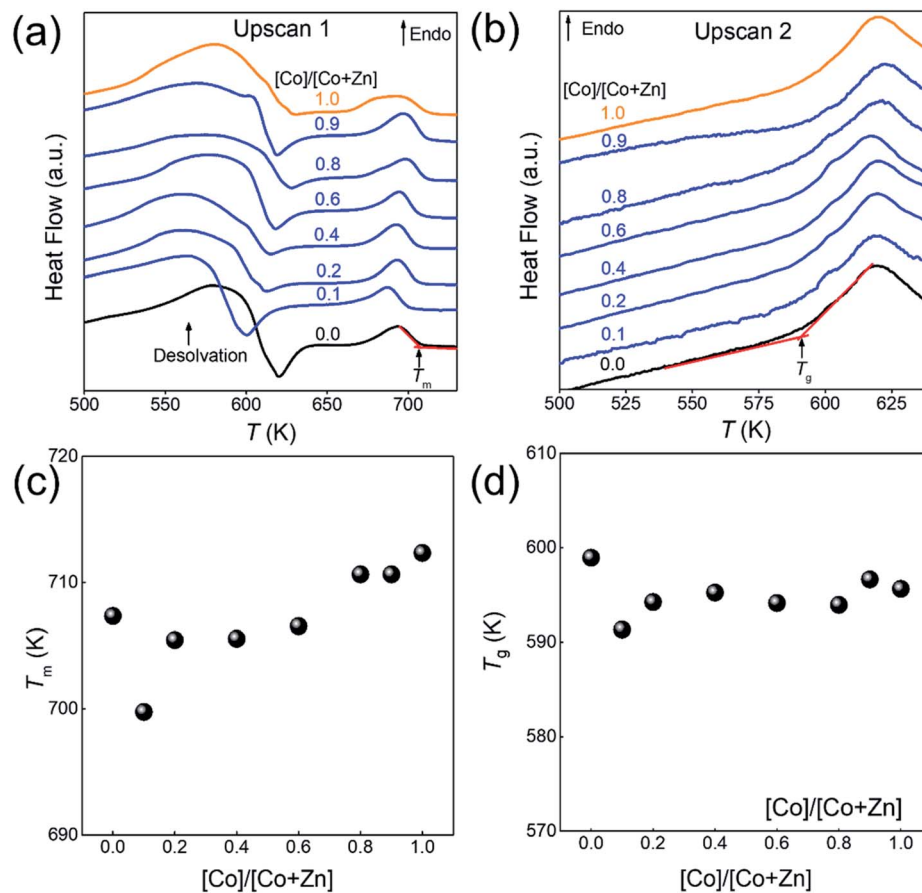 (a)
Upscan 1
Endo
[Co]/[Co+Zn]
1.0
0.9
0.8
0.6
0.4
0.2
0.1
0.0
Desolvation
Tm
Heat Flow (a.u.)
500 550 600 650 700
T (K)
(b)
Endo
Upscan 2
[Co]/[Co+Zn]
1.0
0.9
0.8
0.6
0.4
0.2
0.1
0.0
Tg
Heat Flow (a.u.)
500 525 550 575 600 625
T (K)
(c)
720
710
700
690
Tm (K)
0.0 0.2 0.4 0.6 0.8 1.0
[Co]/[Co+Zn]
(d)
610
600
590
580
570
Tg (K)
[Co]/[Co+Zn]
0.0 0.2 0.4 0.6 0.8 1.0
[Co]/[Co+Zn]